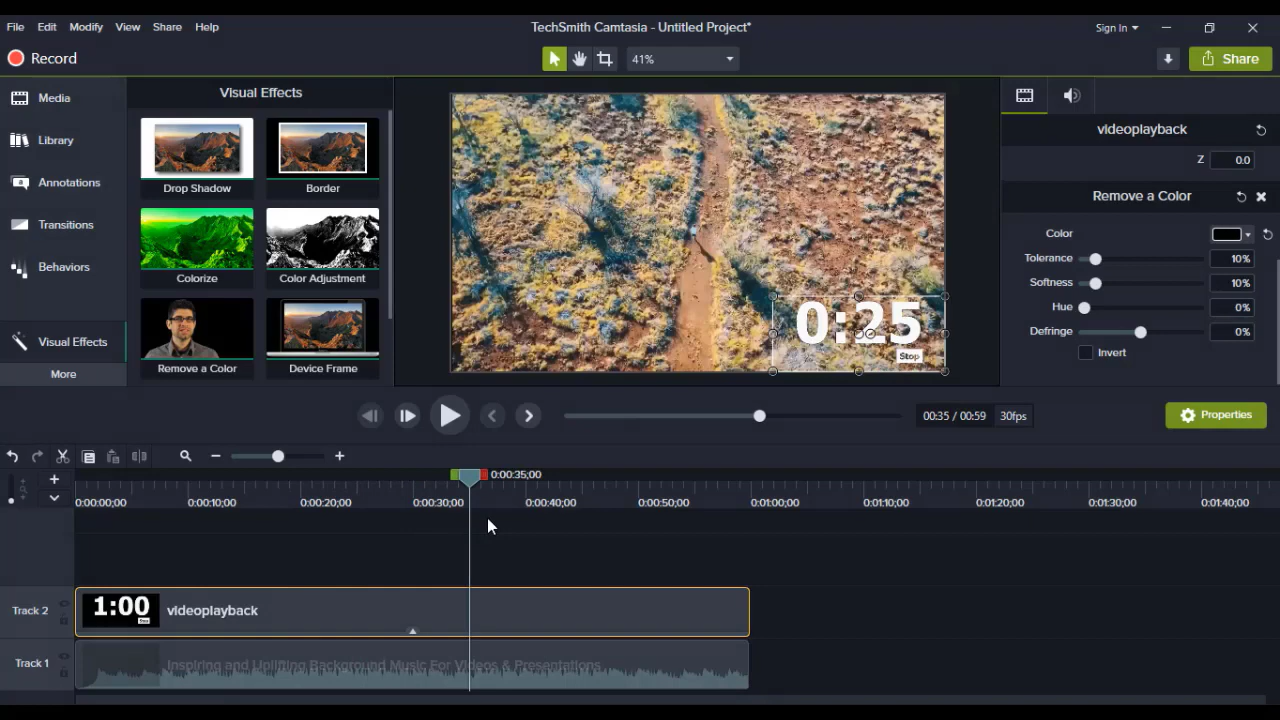 File Edit Modify View Share Help
TechSmith Camtasia - Untitled Project*
Sign In
Record
41%
Share
Media
Library
Annotations
Transitions
Behaviors
Visual Effects
More
Visual Effects
Drop Shadow
Border
Colorize
Color Adjustment
Remove a Color
Device Frame
0:25
Stop
videoplayback
Z 0.0
Remove a Color
Color
Tolerance 10%
Softness 10%
Hue 0%
Defringe 0%
Invert
00:35 / 00:59 30fps
Properties
0:00:35;00
0:00:00;00 0:00:10;00 0:00:20;00 0:00:30;00 0:00:40;00 0:00:50;00 0:01:00;00 0:01:10;00 0:01:20;00 0:01:30;00 0:01:40;00
Track 2
1:00
Stop
videoplayback
Track 1
Inspiring and Uplifting Background Music For Videos & Presentations